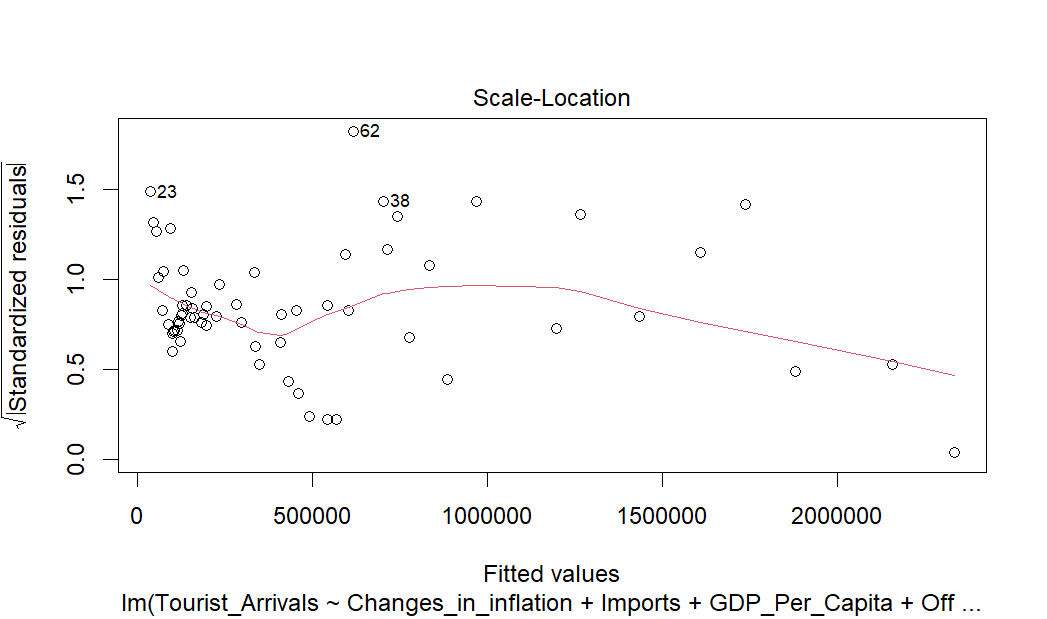 Scale-Location
62
23
38
√|Standardized residuals|
0.0 0.5 1.0 1.5
0 500000 1000000 1500000 2000000
Fitted values
lm(Tourist_Arrivals ~ Changes_in_inflation + Imports + GDP_Per_Capita + Off ...